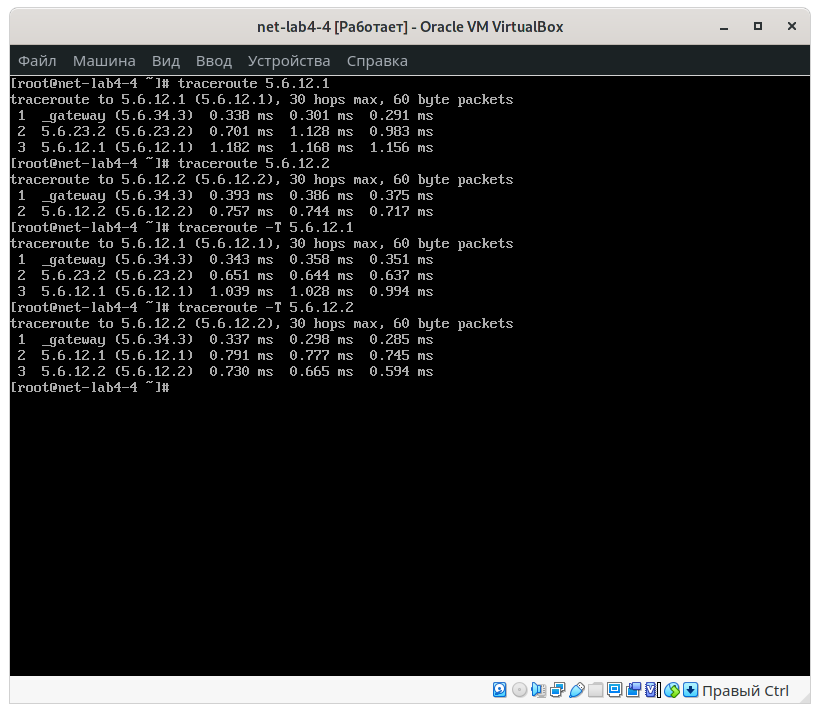 net-lab4-4 [Работает] - Oracle VM VirtualBox
Файл Машина Вид Ввод Устройства Справка
[root@net-lab4-4 ~]# traceroute 5.6.12.1
traceroute to 5.6.12.1 (5.6.12.1), 30 hops max, 60 byte packets
 1  _gateway (5.6.34.3)  0.338 ms  0.301 ms  0.291 ms
 2  5.6.23.2 (5.6.23.2)  0.701 ms  1.128 ms  0.983 ms
 3  5.6.12.1 (5.6.12.1)  1.182 ms  1.168 ms  1.156 ms
[root@net-lab4-4 ~]# traceroute 5.6.12.2
traceroute to 5.6.12.2 (5.6.12.2), 30 hops max, 60 byte packets
 1  _gateway (5.6.34.3)  0.393 ms  0.386 ms  0.375 ms
 2  5.6.12.2 (5.6.12.2)  0.757 ms  0.744 ms  0.717 ms
[root@net-lab4-4 ~]# traceroute -T 5.6.12.1
traceroute to 5.6.12.1 (5.6.12.1), 30 hops max, 60 byte packets
 1  _gateway (5.6.34.3)  0.343 ms  0.358 ms  0.351 ms
 2  5.6.23.2 (5.6.23.2)  0.651 ms  0.644 ms  0.637 ms
 3  5.6.12.1 (5.6.12.1)  1.039 ms  1.028 ms  0.994 ms
[root@net-lab4-4 ~]# traceroute -T 5.6.12.2
traceroute to 5.6.12.2 (5.6.12.2), 30 hops max, 60 byte packets
 1  _gateway (5.6.34.3)  0.337 ms  0.298 ms  0.285 ms
 2  5.6.12.1 (5.6.12.1)  0.791 ms  0.777 ms  0.745 ms
 3  5.6.12.2 (5.6.12.2)  0.730 ms  0.665 ms  0.594 ms
[root@net-lab4-4 ~]#
Правый Ctrl